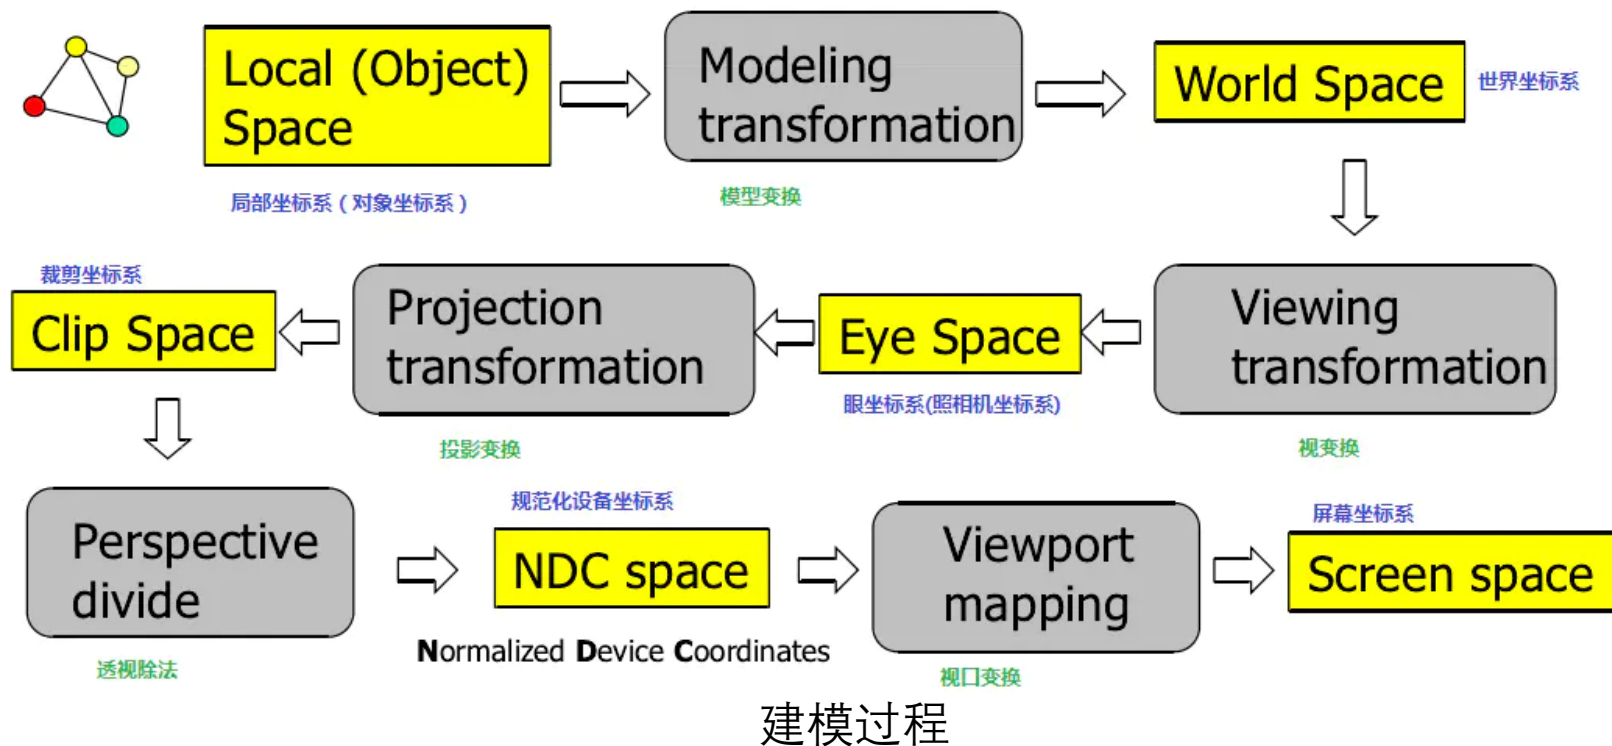 Local (Object)
Space
局部坐标系（对象坐标系）
Modeling
transformation
模型变换
World Space
世界坐标系
Viewing
transformation
视变换
Eye Space
眼坐标系(照相机坐标系)
Projection
transformation
投影变换
裁剪坐标系
Clip Space
Perspective
divide
透视除法
规范化设备坐标系
NDC space
Normalized Device Coordinates
Viewport
mapping
视口变换
屏幕坐标系
Screen space
建模过程